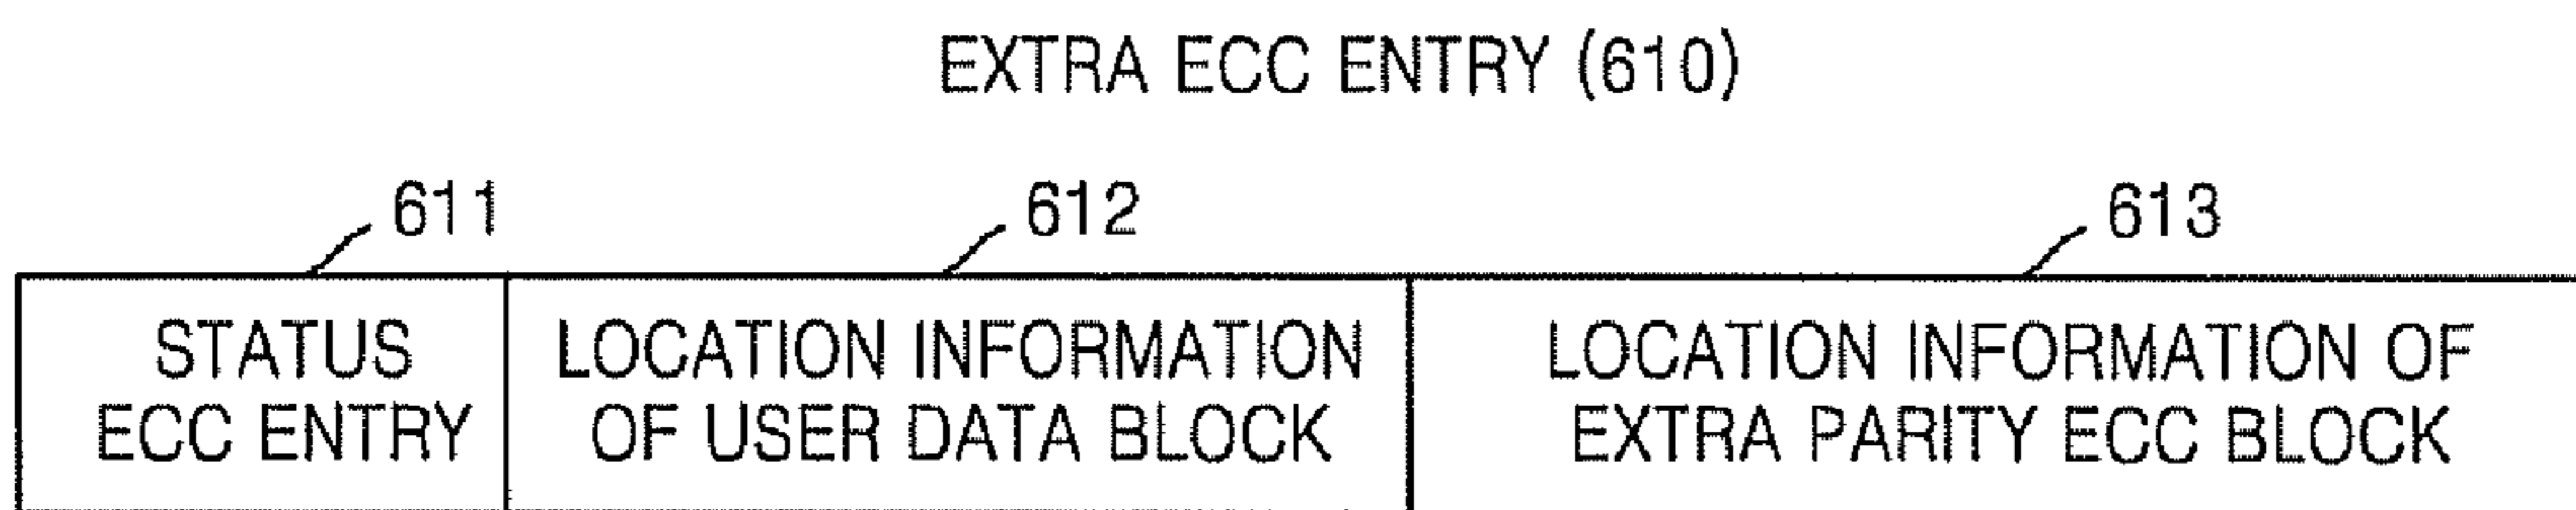 EXTRA ECC ENTRY (610)
611
612
613
STATUS
ECC ENTRY
LOCATION INFORMATION
OF USER DATA BLOCK
LOCATION INFORMATION OF
EXTRA PARITY ECC BLOCK